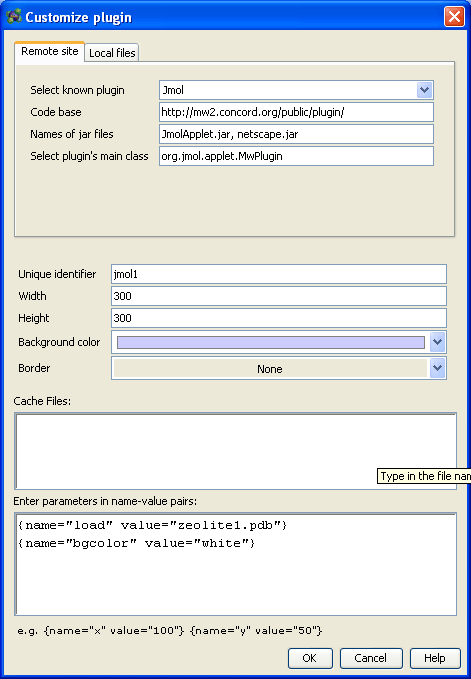 Customize plugin
Remote site Local files
Select known plugin Jmol
Code base http://mw2.concord.org/public/plugin/
Names of jar files JmolApplet.jar, netscape.jar
Select plugin's main class org.jmol.applet.MwPlugin
Unique identifier jmol1
Width 300
Height 300
Background color
Border None
Cache Files:
Type in the file nam
Enter parameters in name-value pairs:
{name="load" value="zeolite1.pdb"}
{name="bgcolor" value="white"}
e.g. {name="x" value="100"} {name="y" value="50"}
OK Cancel Help